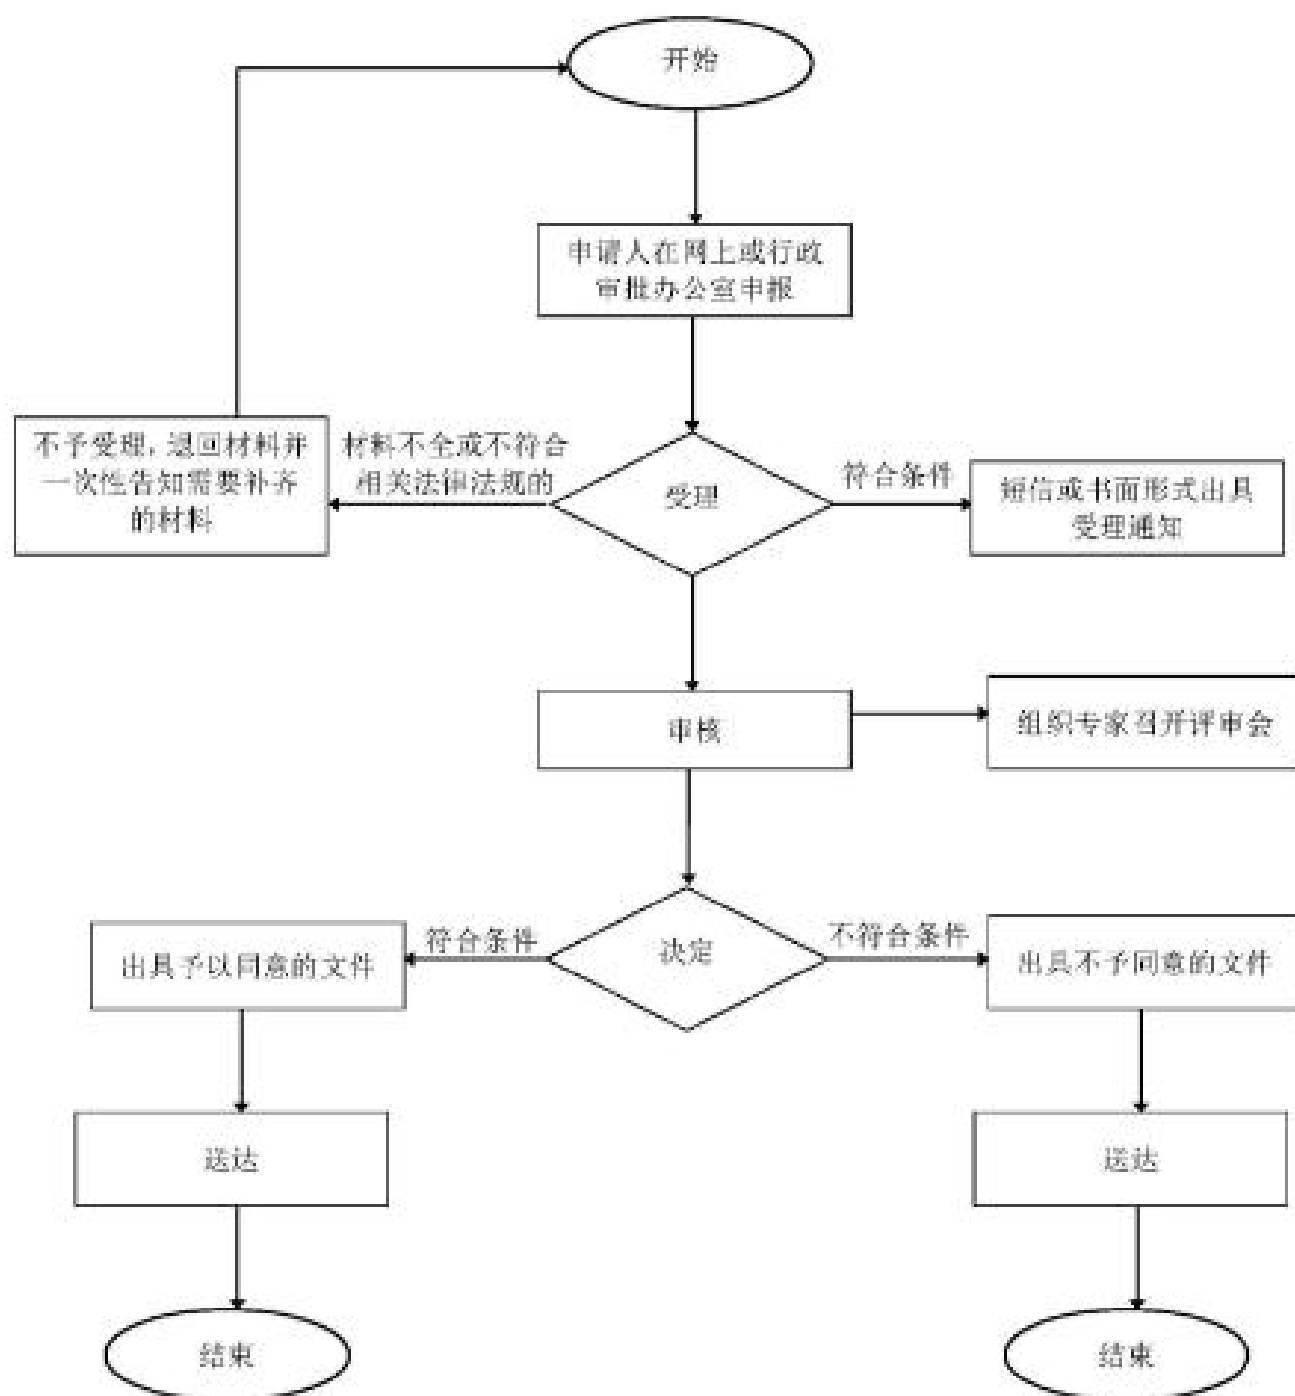 开始
申请人在网上或行政
审批办公室申报
不予受理，退回材料并
一次性告知需要补齐
的材料
材料不全或不符合
相关法律法规的
受理
符合条件
短信或书面形式出具
受理通知
审核
组织专家召开评审会
出具予以同意的文件
符合条件
决定
不符合条件
出具不予同意的文件
送达
送达
结束
结束